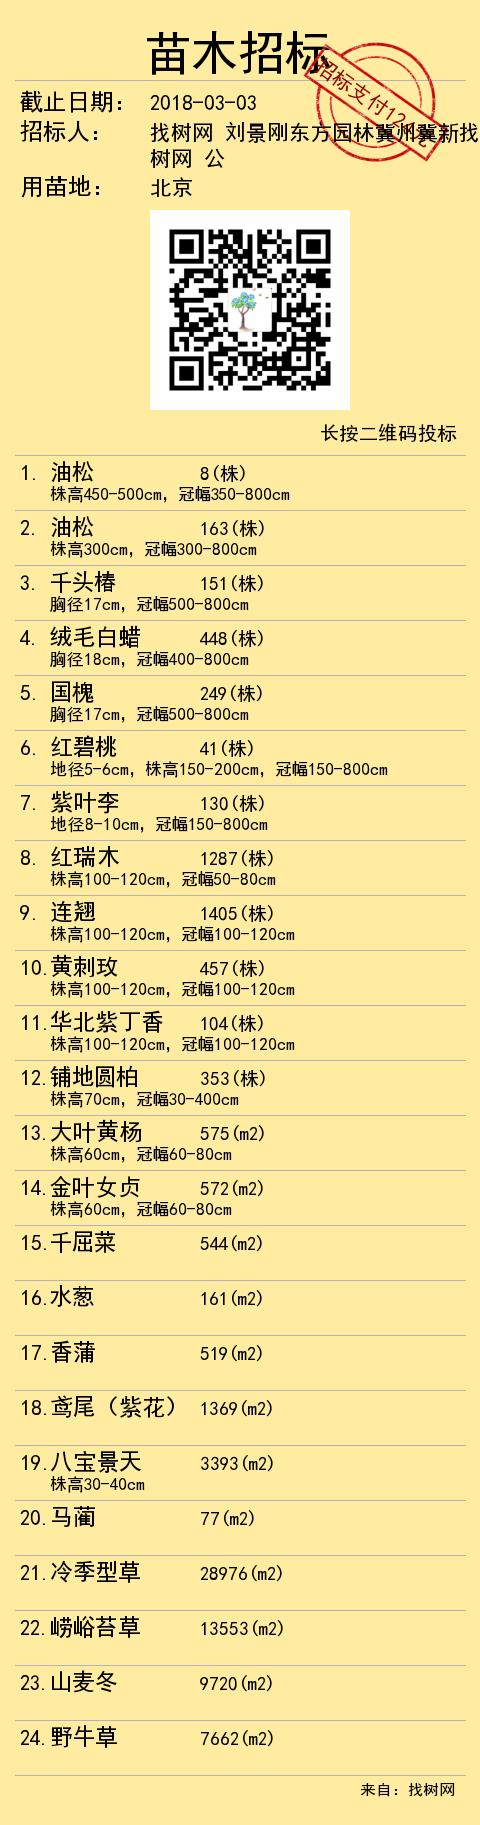 苗木招标
招标支付12
截止日期： 2018-03-03
招标人： 找树网 刘景刚东方园林冀州冀新找
树网 公
用苗地： 北京
长按二维码投标
1. 油松 8(株)
株高450-500cm, 冠幅350-800cm
2. 油松 163(株)
株高300cm, 冠幅300-800cm
3. 千头椿 151(株)
胸径17cm, 冠幅500-800cm
4. 绒毛白蜡 448(株)
胸径18cm, 冠幅400-800cm
5. 国槐 249(株)
胸径17cm, 冠幅500-800cm
6. 红碧桃 41(株)
地径5-6cm, 株高150-200cm, 冠幅150-800cm
7. 紫叶李 130(株)
地径8-10cm, 冠幅150-800cm
8. 红瑞木 1287(株)
株高100-120cm, 冠幅50-80cm
9. 连翘 1405(株)
株高100-120cm, 冠幅100-120cm
10.黄刺玫 457(株)
株高100-120cm, 冠幅100-120cm
11.华北紫丁香 104(株)
株高100-120cm, 冠幅100-120cm
12.铺地圆柏 353(株)
株高70cm, 冠幅30-400cm
13.大叶黄杨 575(m2)
株高60cm, 冠幅60-80cm
14.金叶女贞 572(m2)
株高60cm, 冠幅60-80cm
15.千屈菜 544(m2)
16.水葱 161(m2)
17.香蒲 519(m2)
18.鸢尾（紫花） 1369(m2)
19.八宝景天 3393(m2)
株高30-40cm
20.马蔺 77(m2)
21.冷季型草 28976(m2)
22.崂峪苔草 13553(m2)
23.山麦冬 9720(m2)
24.野牛草 7662(m2)
来自：找树网